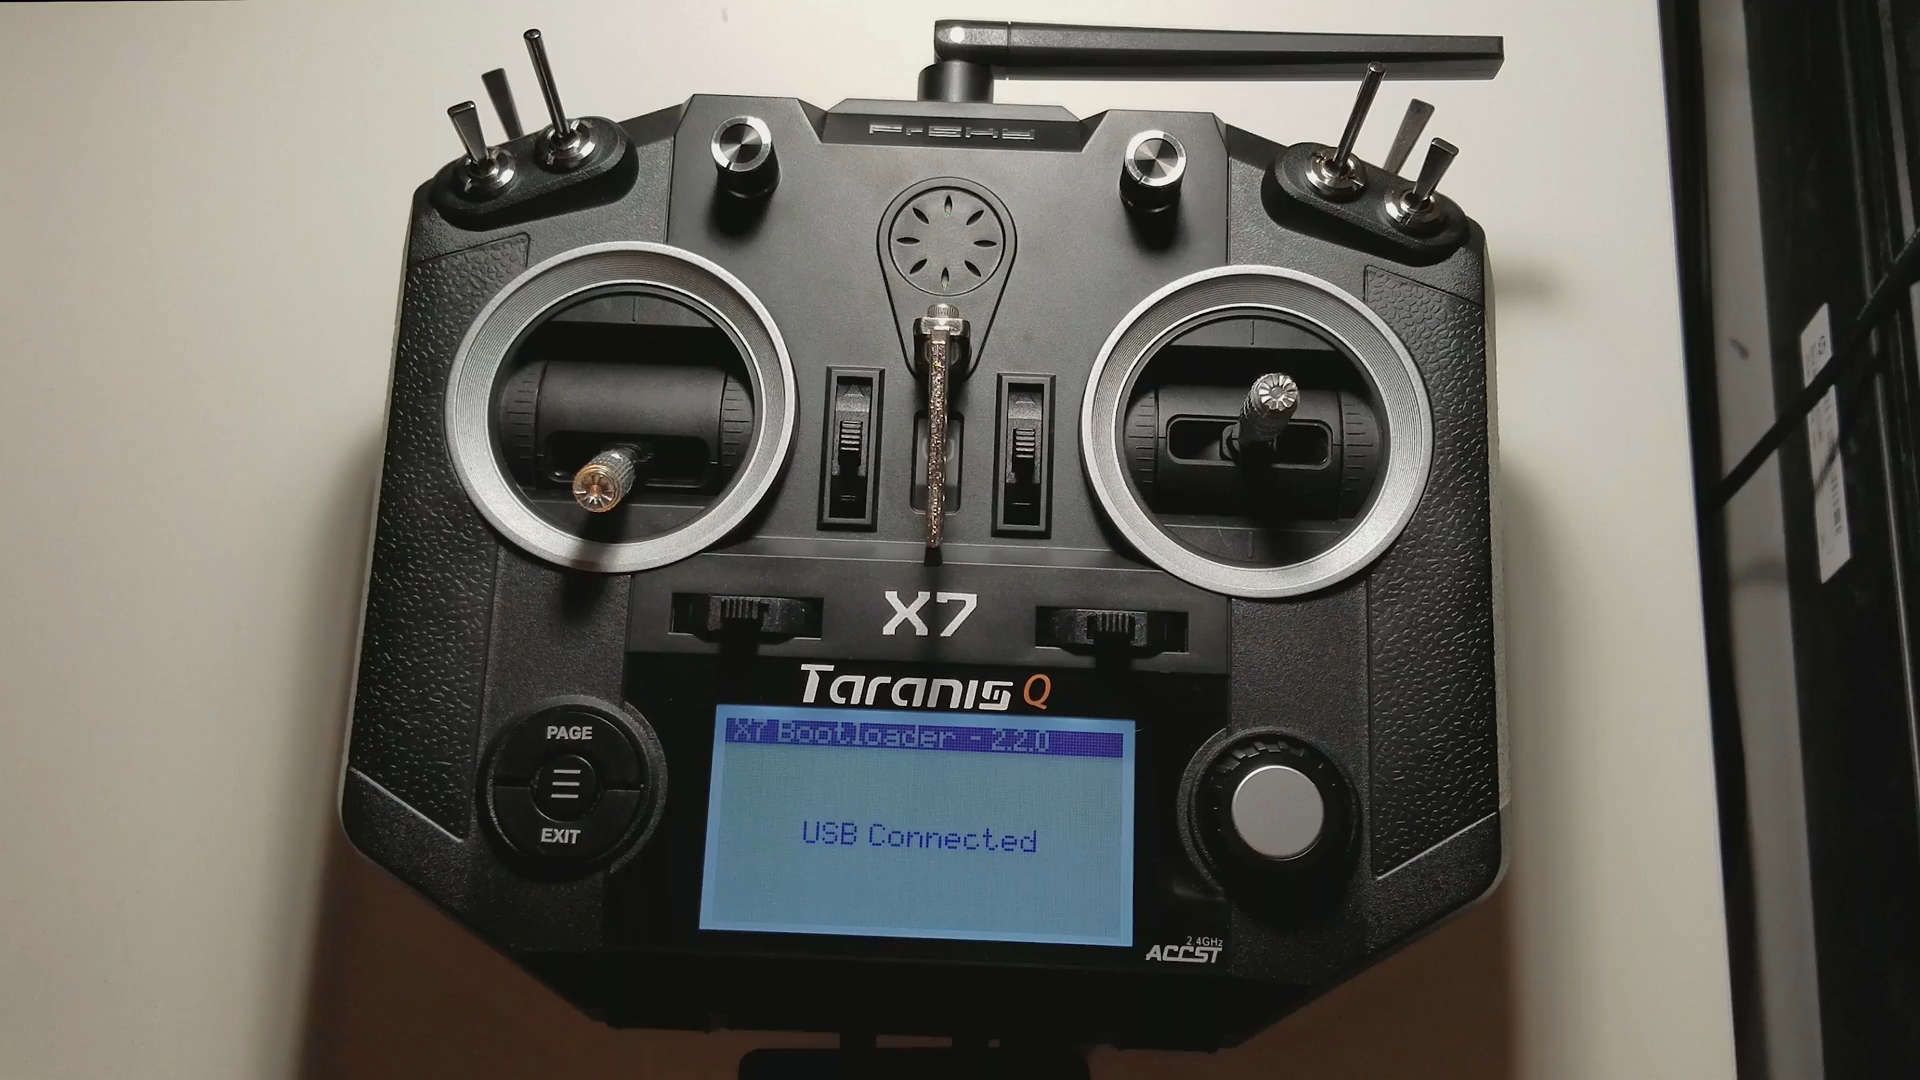 FrSKY
X7
Taranis Q
PAGE
EXIT
X7 Bootloader - 2.2.0
USB Connected
2.4GHz
ACCST